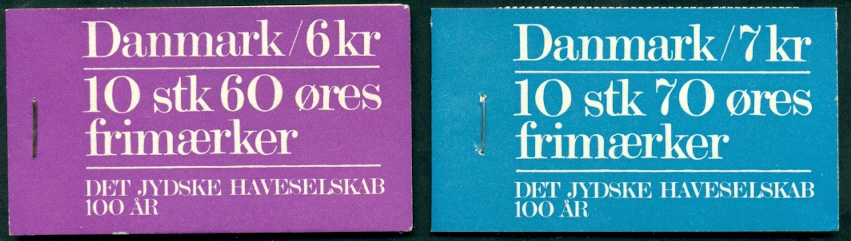 Danmark/6 kr
10 stk 60 øres
frimærker
DET JYDSKE HAVESELSKAB
100 ÅR
Danmark/7 kr
10 stk 70 øres
frimærker
DET JYDSKE HAVESELSKAB
100 ÅR